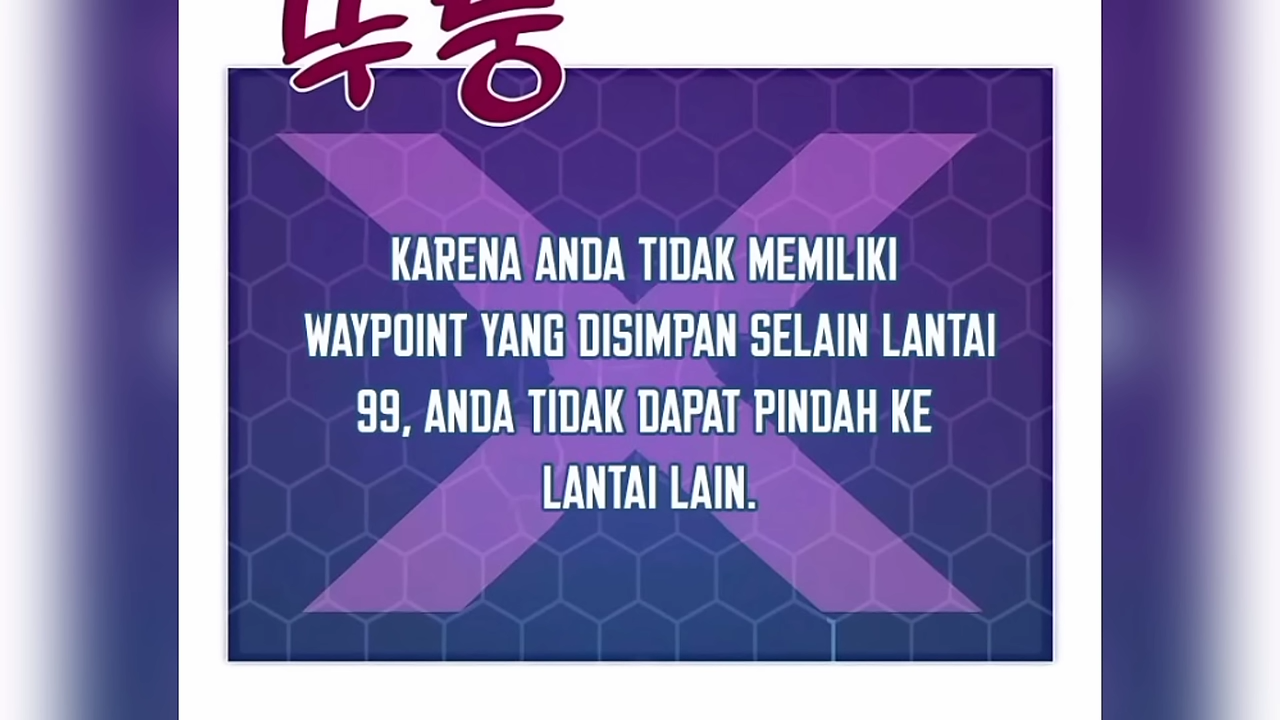 KARENA ANDA TIDAK MEMILIKI
WAYPOINT YANG DISIMPAN SELAIN LANTAI
99, ANDA TIDAK DAPAT PINDAH KE
LANTAI LAIN.